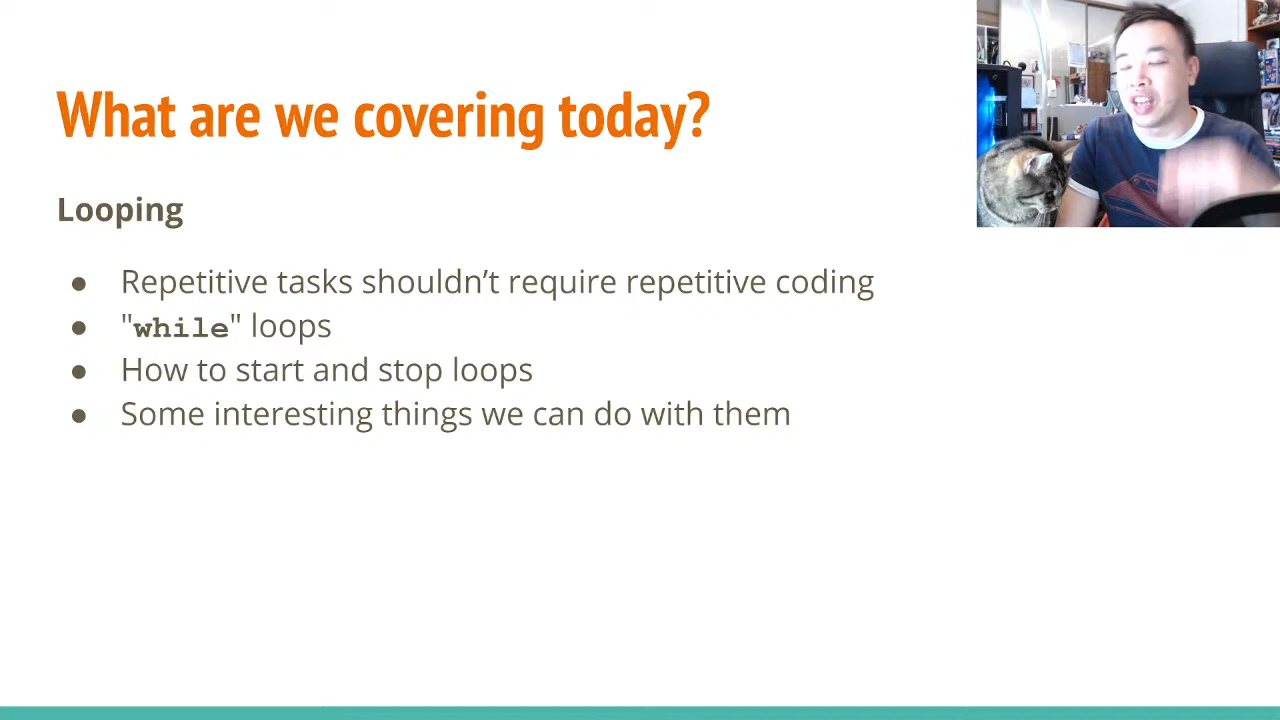 What are we covering today?
Looping
● Repetitive tasks shouldn’t require repetitive coding
● "while" loops
● How to start and stop loops
● Some interesting things we can do with them